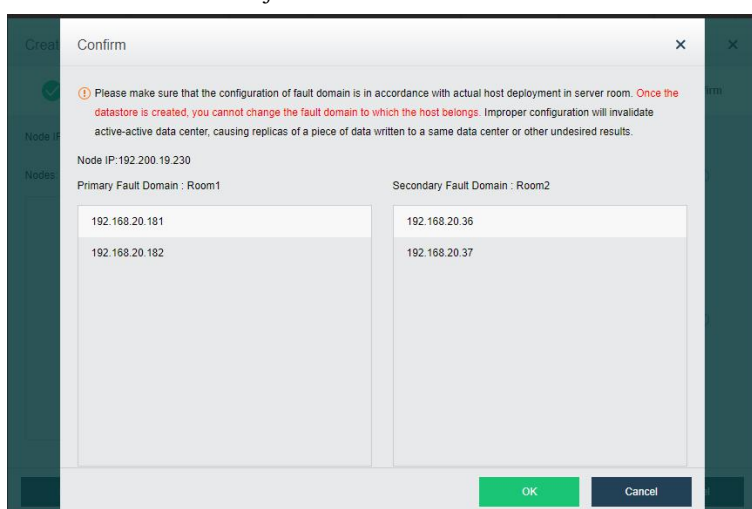 Creat
Confirm
Please make sure that the configuration of fault domain is in accordance with actual host deployment in server room. Once the
datastore is created, you cannot change the fault domain to which the host belongs. Improper configuration will invalidate
active-active data center, causing replicas of a piece of data written to a same data center or other undesired results.
Node IP
Node IP:192.200.19.230
Nodes
Primary Fault Domain : Room1
Secondary Fault Domain : Room2
192.168.20.181
192.168.20.36
192.168.20.182
192.168.20.37
OK
Cancel